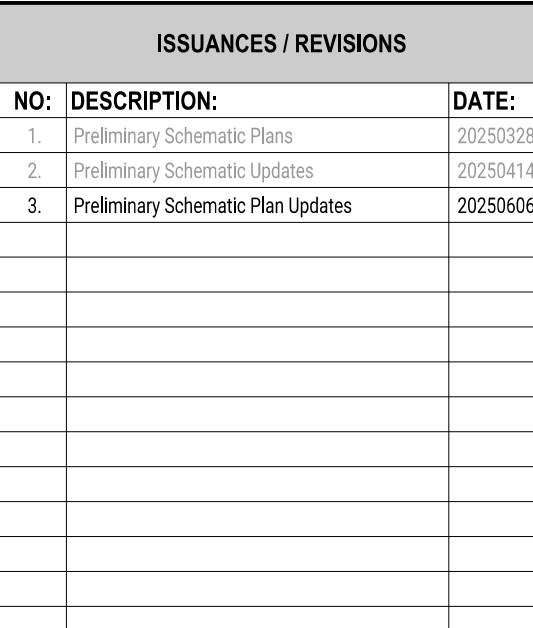 ISSUANCES / REVISIONS
NO: DESCRIPTION: DATE:
1. Preliminary Schematic Plans 20250328
2. Preliminary Schematic Updates 20250414
3. Preliminary Schematic Plan Updates 20250606